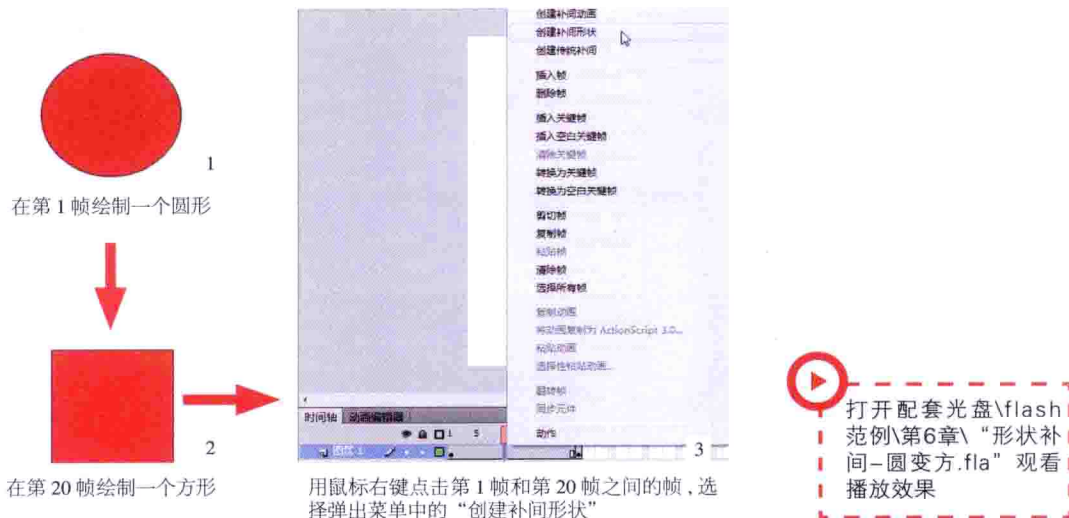 1
在第 1 帧绘制一个圆形
2
在第 20 帧绘制一个方形
创建补间动画
创建补间形状
创建传统补间
插入帧
删除帧
插入关键帧
插入空白关键帧
清除关键帧
转换为关键帧
转换为空白关键帧
剪切帧
复制帧
粘贴帧
清除帧
选择所有帧
复制动画
将动画复制为 ActionScript 3.0...
粘贴动画
选择性粘贴动画...
翻转帧
同步元件
动作
时间轴 动画编辑器
1 5
图层 1
3
用鼠标右键点击第 1 帧和第 20 帧之间的帧,选
择弹出菜单中的“创建补间形状”
打开配套光盘\flash
范例\第6章\“形状补
间-圆变方.fla”观看
播放效果